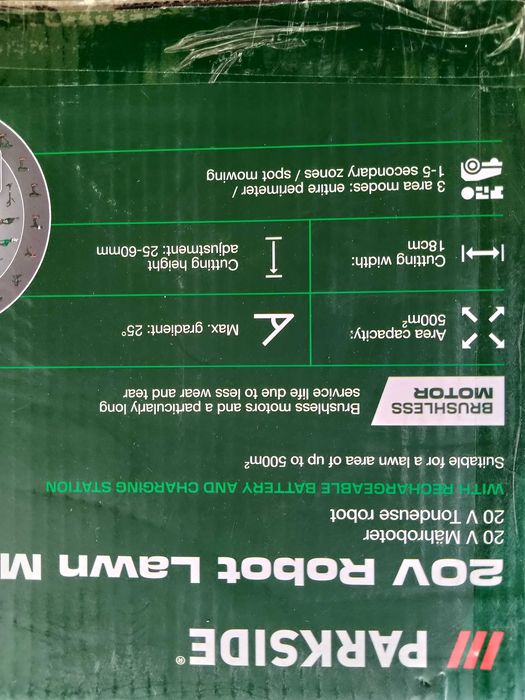 PARKSIDE®
20V Robot Lawn M
20 V Mähroboter
20 V Tondeuse robot
WITH RECHARGEABLE BATTERY AND CHARGING STATION
Suitable for a lawn area of up to 500m²
BRUSHLESS
MOTOR
Brushless motors and a particularly long
service life due to less wear and tear
Area capacity:
500m²
Max. gradient: 25°
Cutting width:
18cm
Cutting height
adjustment: 25-60mm
3 area modes: entire perimeter /
1-5 secondary zones / spot mowing